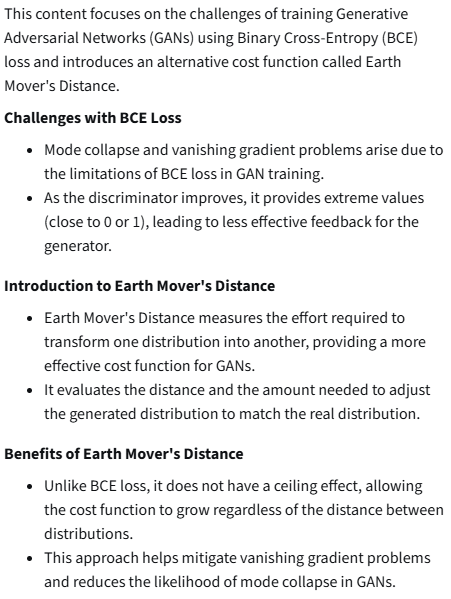 This content focuses on the challenges of training Generative
Adversarial Networks (GANs) using Binary Cross-Entropy (BCE)
loss and introduces an alternative cost function called Earth
Mover's Distance.
Challenges with BCE Loss
• Mode collapse and vanishing gradient problems arise due to
the limitations of BCE loss in GAN training.
• As the discriminator improves, it provides extreme values
(close to 0 or 1), leading to less effective feedback for the
generator.
Introduction to Earth Mover's Distance
• Earth Mover's Distance measures the effort required to
transform one distribution into another, providing a more
effective cost function for GANs.
• It evaluates the distance and the amount needed to adjust
the generated distribution to match the real distribution.
Benefits of Earth Mover's Distance
• Unlike BCE loss, it does not have a ceiling effect, allowing
the cost function to grow regardless of the distance between
distributions.
• This approach helps mitigate vanishing gradient problems
and reduces the likelihood of mode collapse in GANs.